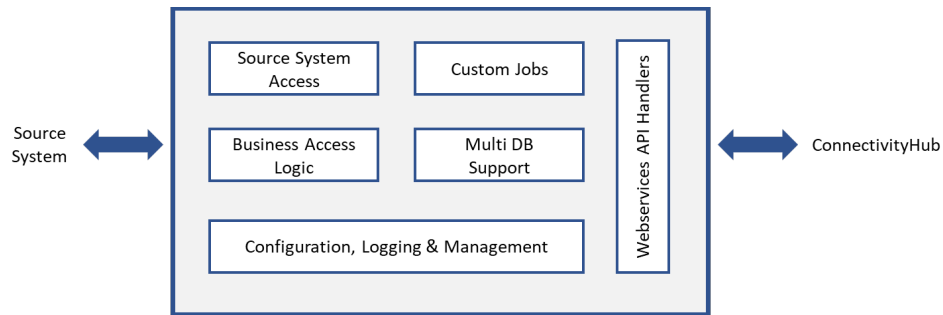 Source
System
Source System
Access
Custom Jobs
Business Access
Logic
Multi DB
Support
Configuration, Logging & Management
Webservices API Handlers
ConnectivityHub